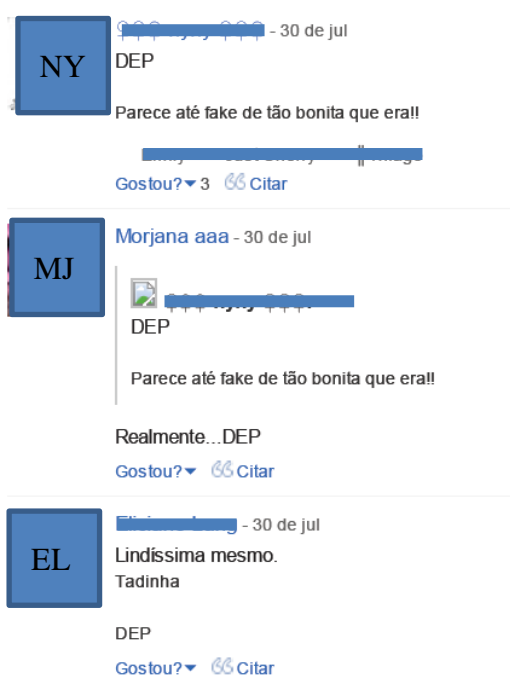 NY
- 30 de jul
DEP
Parece até fake de tão bonita que era!!
Gostou? 3 Citar
MJ
Morjana aaa - 30 de jul
DEP
Parece até fake de tão bonita que era!!
Realmente...DEP
Gostou? Citar
EL
- 30 de jul
Lindíssima mesmo.
Tadinha
DEP
Gostou? Citar